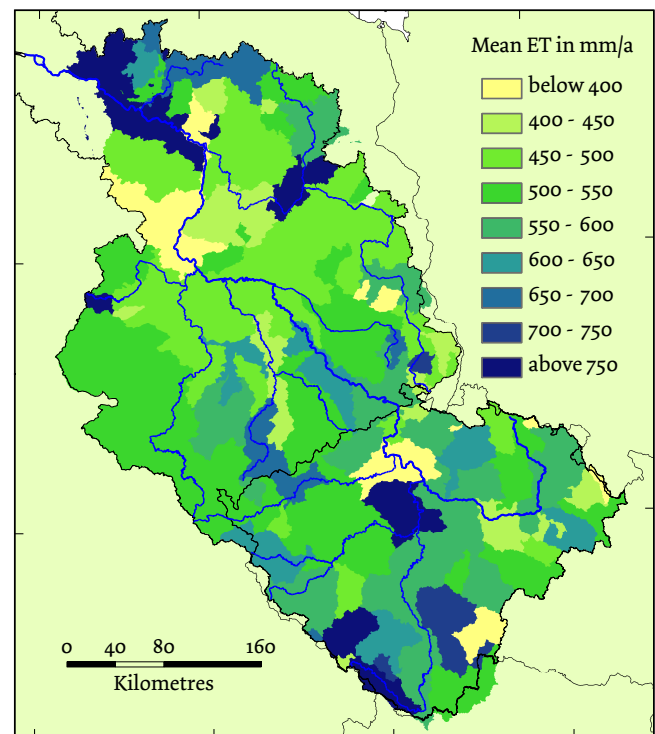 Mean ET in mm/a
below 400
400 - 450
450 - 500
500 - 550
550 - 600
600 - 650
650 - 700
700 - 750
above 750
0 40 80 160
Kilometres